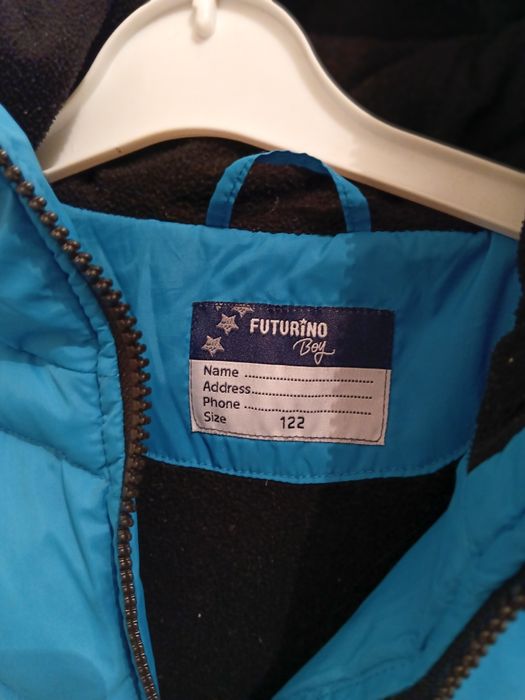 FUTURINO
Boy
Name ..............................
Address..............................
Phone ..............................
Size 122